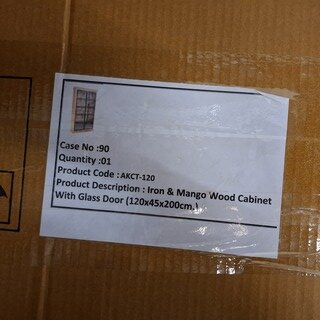 Case No :90
Quantity :01
Product Code : AKCT-120
Product Description : Iron & Mango Wood Cabinet
With Glass Door (120x45x200cm.)